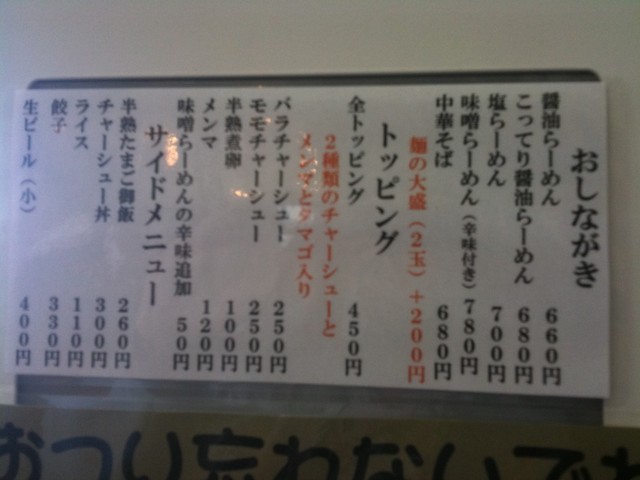 おしながき
醤油らーめん 660円
こってり醤油らーめん 680円
塩らーめん 700円
味噌らーめん（辛味付き） 780円
中華そば 680円
麺の大盛（2玉）＋200円
トッピング
全トッピング 450円
2種類のチャーシューと
メンマとタマゴ入り
バラチャーシュー 250円
モモチャーシュー 250円
半熟煮卵 100円
メンマ 120円
味噌らーめんの辛味追加 50円
サイドメニュー
半熟たまご御飯 260円
チャーシュー丼 300円
ライス 110円
餃子 330円
生ビール（小） 400円
おつり忘れないでね